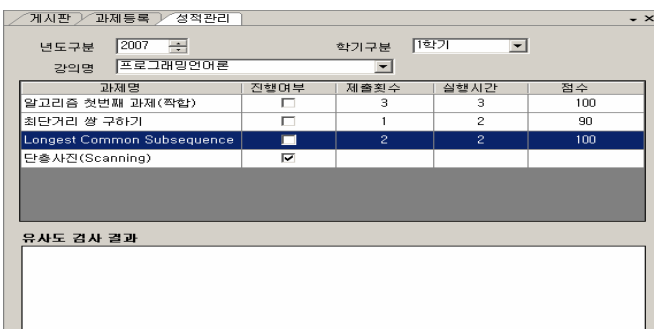 게시판 과제등록 성적관리
년도구분 2007 학기구분 1학기
강의명 프로그래밍언어론
과제명 진행여부 제출횟수 실행시간 점수
알고리즘 첫번째 과제(짝합) 3 3 100
최단거리 쌍 구하기 1 2 90
Longest Common Subsequence 2 2 100
단층사진(Scanning)
유사도 검사 결과